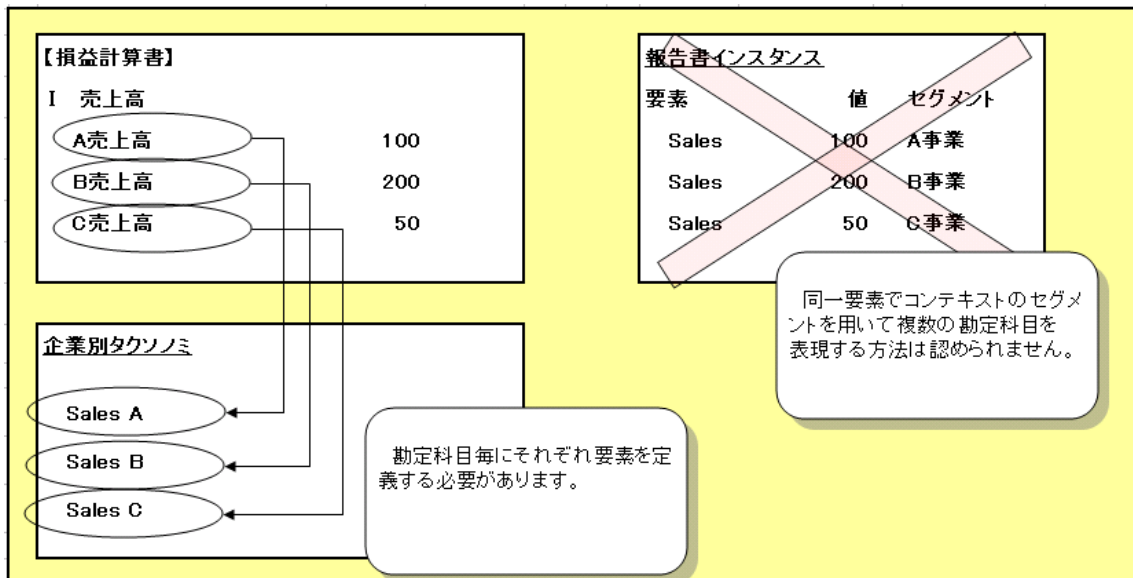 【損益計算書】
I 売上高
A売上高 100
B売上高 200
C売上高 50
報告書インスタンス
要素 値 セグメント
Sales 100 A事業
Sales 200 B事業
Sales 50 C事業
同一要素でコンテキストのセグメ
ントを用いて複数の勘定科目を
表現する方法は認められません。
企業別タクソノミ
Sales A
Sales B
Sales C
勘定科目毎にそれぞれ要素を定
義する必要があります。